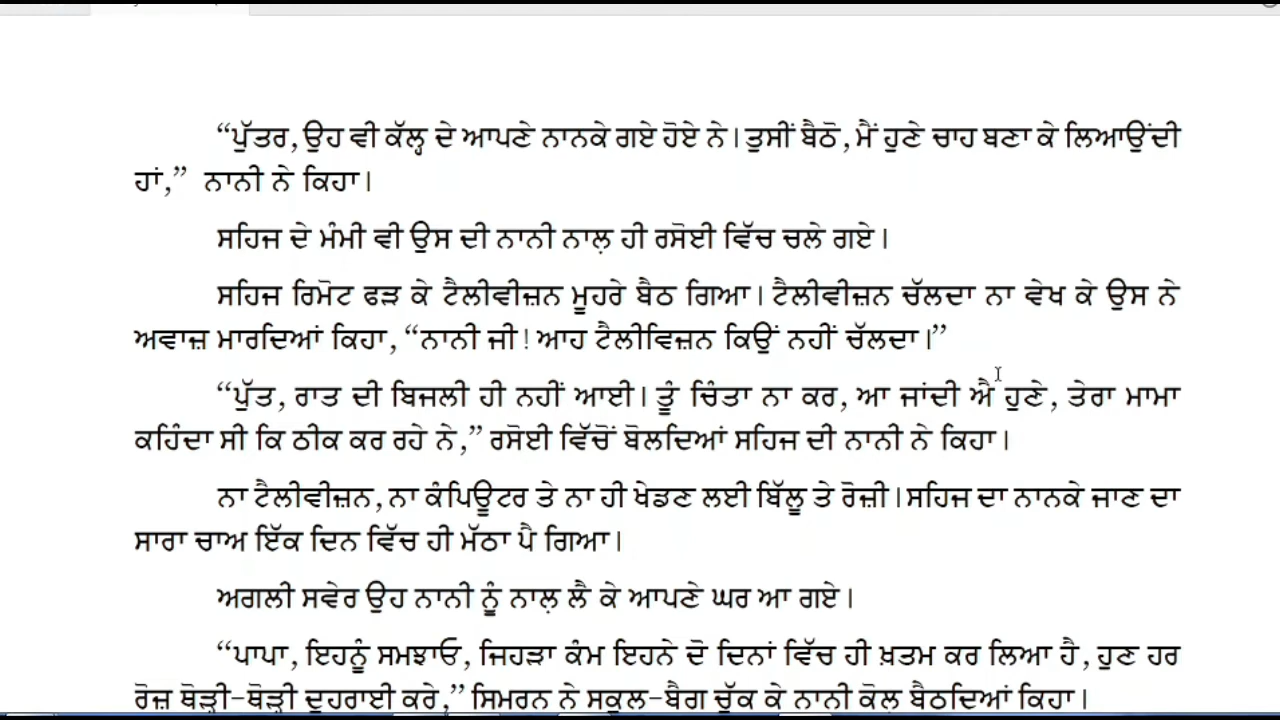 “ਪੁੱਤਰ, ਉਹ ਵੀ ਕੱਲ੍ਹ ਦੇ ਆਪਣੇ ਨਾਨਕੇ ਗਏ ਹੋਏ ਨੇ। ਤੁਸੀਂ ਬੈਠੋ, ਮੈਂ ਹੁਣੇ ਚਾਹ ਬਣਾ ਕੇ ਲਿਆਉਂਦੀ
ਹਾਂ,” ਨਾਨੀ ਨੇ ਕਿਹਾ।
ਸਹਿਜ ਦੇ ਮੰਮੀ ਵੀ ਉਸ ਦੀ ਨਾਨੀ ਨਾਲ਼ ਹੀ ਰਸੋਈ ਵਿੱਚ ਚਲੇ ਗਏ।
ਸਹਿਜ ਰਿਮੋਟ ਫੜ ਕੇ ਟੈਲੀਵੀਜ਼ਨ ਮੂਹਰੇ ਬੈਠ ਗਿਆ। ਟੈਲੀਵੀਜ਼ਨ ਚੱਲਦਾ ਨਾ ਵੇਖ ਕੇ ਉਸ ਨੇ
ਅਵਾਜ਼ ਮਾਰਦਿਆਂ ਕਿਹਾ, “ਨਾਨੀ ਜੀ! ਆਹ ਟੈਲੀਵਿਜ਼ਨ ਕਿਉਂ ਨਹੀਂ ਚੱਲਦਾ।”
“ਪੁੱਤ, ਰਾਤ ਦੀ ਬਿਜਲੀ ਹੀ ਨਹੀਂ ਆਈ। ਤੂੰ ਚਿੰਤਾ ਨਾ ਕਰ, ਆ ਜਾਂਦੀ ਐ ਹੁਣੇ, ਤੇਰਾ ਮਾਮਾ
ਕਹਿੰਦਾ ਸੀ ਕਿ ਠੀਕ ਕਰ ਰਹੇ ਨੇ,” ਰਸੋਈ ਵਿੱਚੋਂ ਬੋਲਦਿਆਂ ਸਹਿਜ ਦੀ ਨਾਨੀ ਨੇ ਕਿਹਾ।
ਨਾ ਟੈਲੀਵੀਜ਼ਨ, ਨਾ ਕੰਪਿਊਟਰ ਤੇ ਨਾ ਹੀ ਖੇਡਣ ਲਈ ਬਿੱਲੂ ਤੇ ਰੋਜ਼ੀ। ਸਹਿਜ ਦਾ ਨਾਨਕੇ ਜਾਣ ਦਾ
ਸਾਰਾ ਚਾਅ ਇੱਕ ਦਿਨ ਵਿੱਚ ਹੀ ਮੱਠਾ ਪੈ ਗਿਆ।
ਅਗਲੀ ਸਵੇਰ ਉਹ ਨਾਨੀ ਨੂੰ ਨਾਲ਼ ਲੈ ਕੇ ਆਪਣੇ ਘਰ ਆ ਗਏ।
“ਪਾਪਾ, ਇਹਨੂੰ ਸਮਝਾਓ, ਜਿਹੜਾ ਕੰਮ ਇਹਨੇ ਦੋ ਦਿਨਾਂ ਵਿੱਚ ਹੀ ਖ਼ਤਮ ਕਰ ਲਿਆ ਹੈ, ਹੁਣ ਹਰ
ਰੋਜ਼ ਥੋੜ੍ਹੀ-ਥੋੜ੍ਹੀ ਦੁਹਰਾਈ ਕਰੇ,” ਸਿਮਰਨ ਨੇ ਸਕੂਲ-ਬੈਗ ਚੁੱਕ ਕੇ ਨਾਨੀ ਕੋਲ਼ ਬੈਠਦਿਆਂ ਕਿਹਾ।